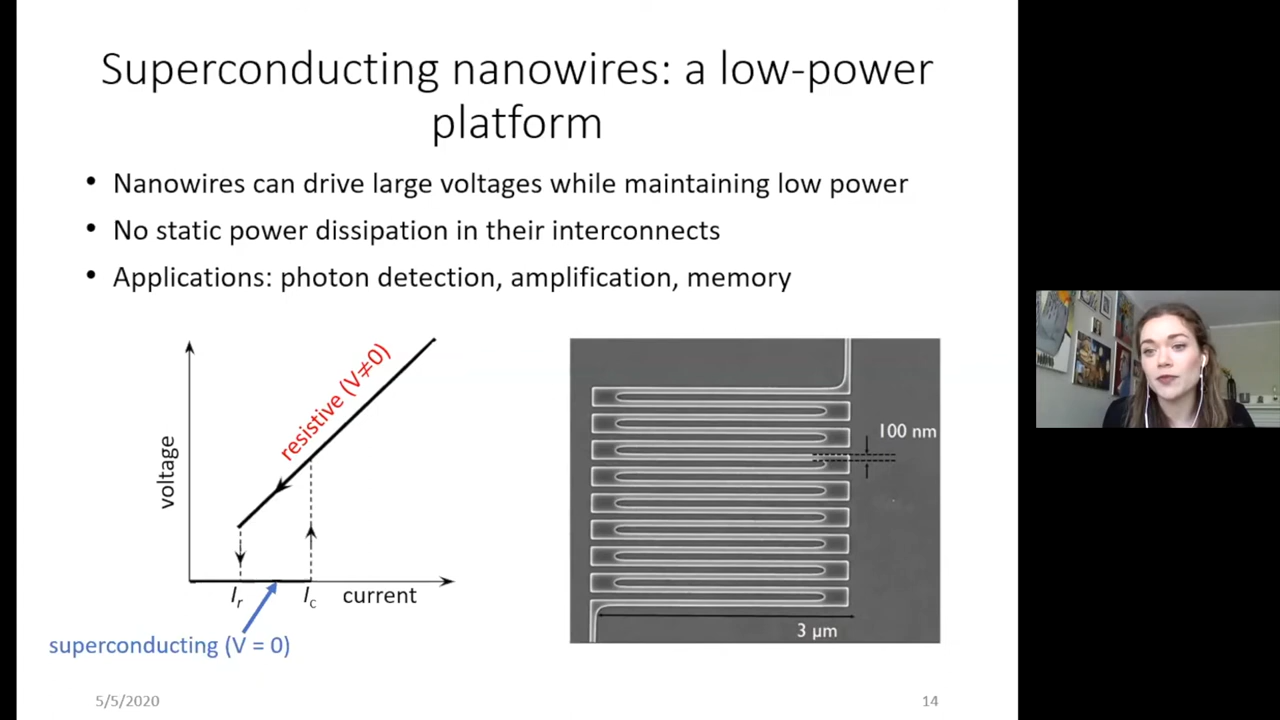 Superconducting nanowires: a low-power
platform
• Nanowires can drive large voltages while maintaining low power
• No static power dissipation in their interconnects
• Applications: photon detection, amplification, memory
voltage
resistive (V≠0)
Ir
Ic
current
superconducting (V = 0)
100 nm
3 μm
5/5/2020
14